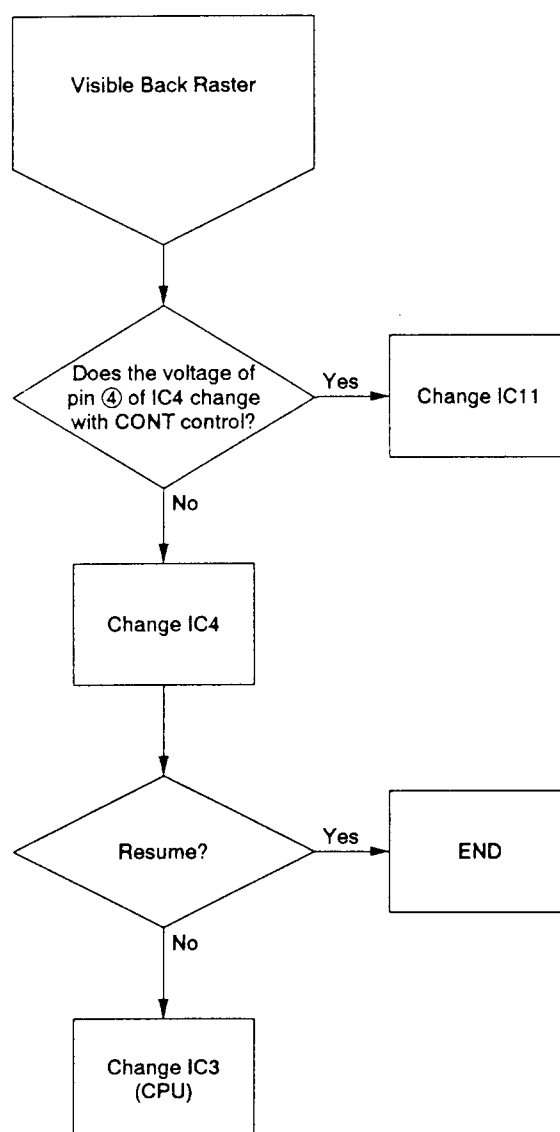 Visible Back Raster
Does the voltage of
pin ④ of IC4 change
with CONT control?
Yes
Change IC11
No
Change IC4
Resume?
Yes
END
No
Change IC3
(CPU)